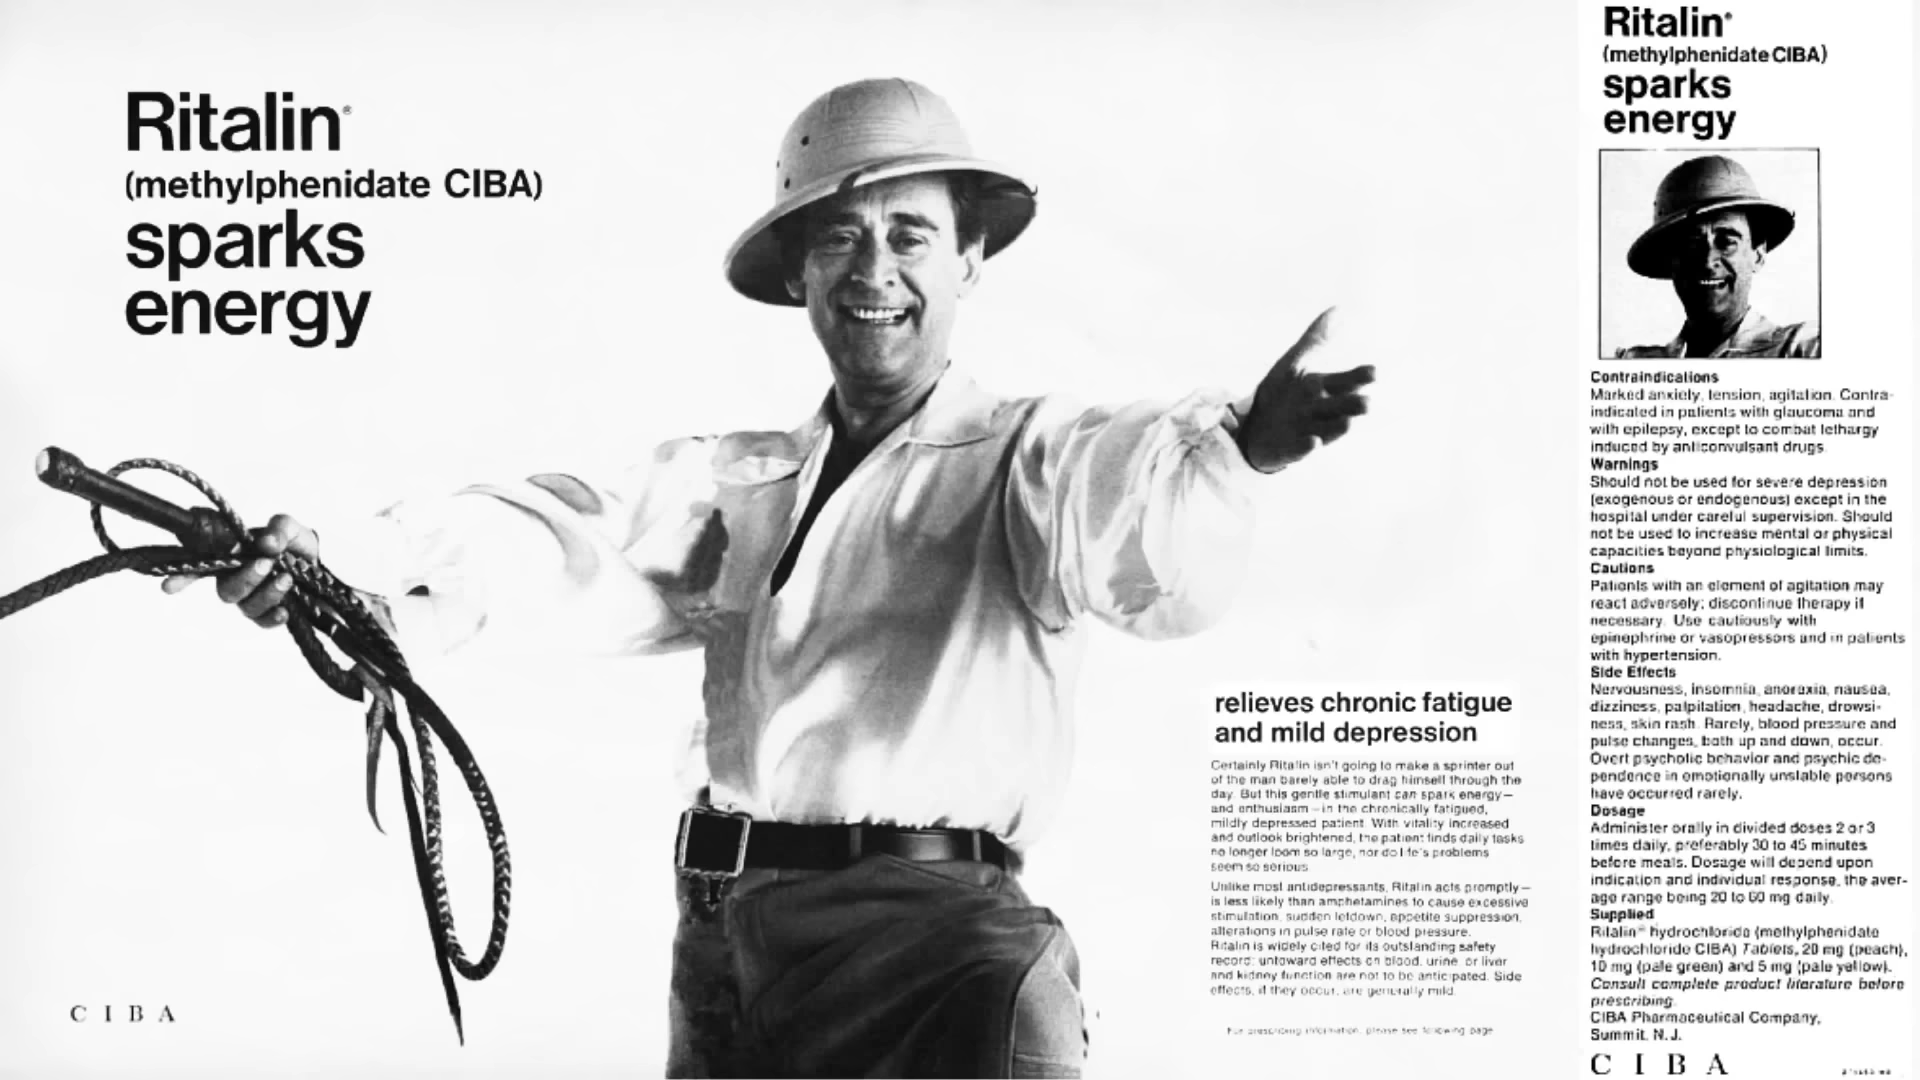 Ritalin®
(methylphenidate CIBA)
sparks
energy
relieves chronic fatigue
and mild depression
Certainly Ritalin isn't going to make a sprinter out
of the man barely able to drag himself through the
day. But this gentle stimulant can spark energy—
and enthusiasm—in the chronically fatigued,
mildly depressed patient. With vitality increased
and outlook brightened, the patient finds daily tasks
no longer loom so large, nor do life's problems
seem so serious.
Unlike most antidepressants, Ritalin acts promptly—
is less likely than amphetamines to cause excessive
stimulation, sudden letdown, appetite suppression,
alterations in pulse rate or blood pressure.
Ritalin is widely cited for its outstanding safety
record: untoward effects on blood, urine, or liver
and kidney function are not to be anticipated. Side
effects, if they occur, are generally mild.
For prescribing information, please see following page
C I B A
Ritalin®
(methylphenidate CIBA)
sparks
energy
Contraindications
Marked anxiety, tension, agitation. Contra-
indicated in patients with glaucoma and
with epilepsy, except to combat lethargy
induced by anticonvulsant drugs.
Warnings
Should not be used for severe depression
(exogenous or endogenous) except in the
hospital under careful supervision. Should
not be used to increase mental or physical
capacities beyond physiological limits.
Cautions
Patients with an element of agitation may
react adversely; discontinue therapy if
necessary. Use cautiously with
epinephrine or vasopressors and in patients
with hypertension.
Side Effects
Nervousness, insomnia, anorexia, nausea,
dizziness, palpitation, headache, drowsi-
ness, skin rash. Rarely, blood pressure and
pulse changes, both up and down, occur.
Overt psychotic behavior and psychic de-
pendence in emotionally unstable persons
have occurred rarely.
Dosage
Administer orally in divided doses 2 or 3
times daily, preferably 30 to 45 minutes
before meals. Dosage will depend upon
indication and individual response, the aver-
age range being 20 to 60 mg daily.
Supplied
Ritalin® hydrochloride (methylphenidate
hydrochloride CIBA) Tablets, 20 mg (peach),
10 mg (pale green) and 5 mg (pale yellow).
Consult complete product literature before
prescribing.
CIBA Pharmaceutical Company,
Summit, N.J.
C I B A